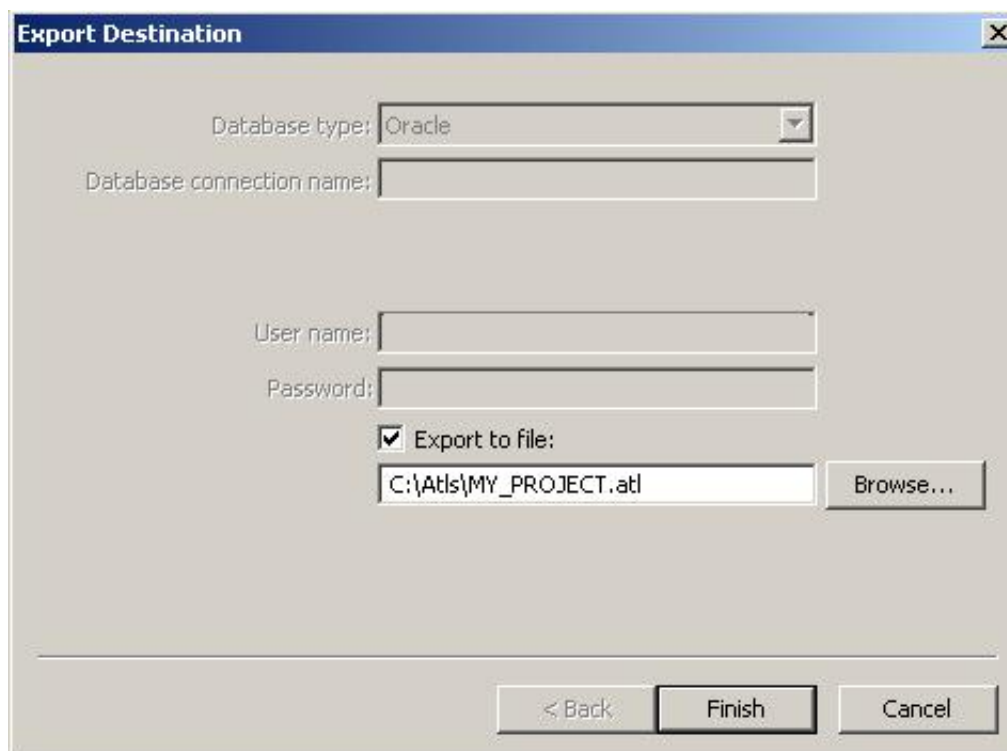 Export Destination
Database type: Oracle
Database connection name:
User name:
Password:
Export to file:
C:\Atls\MY_PROJECT.atl Browse...
< Back Finish Cancel